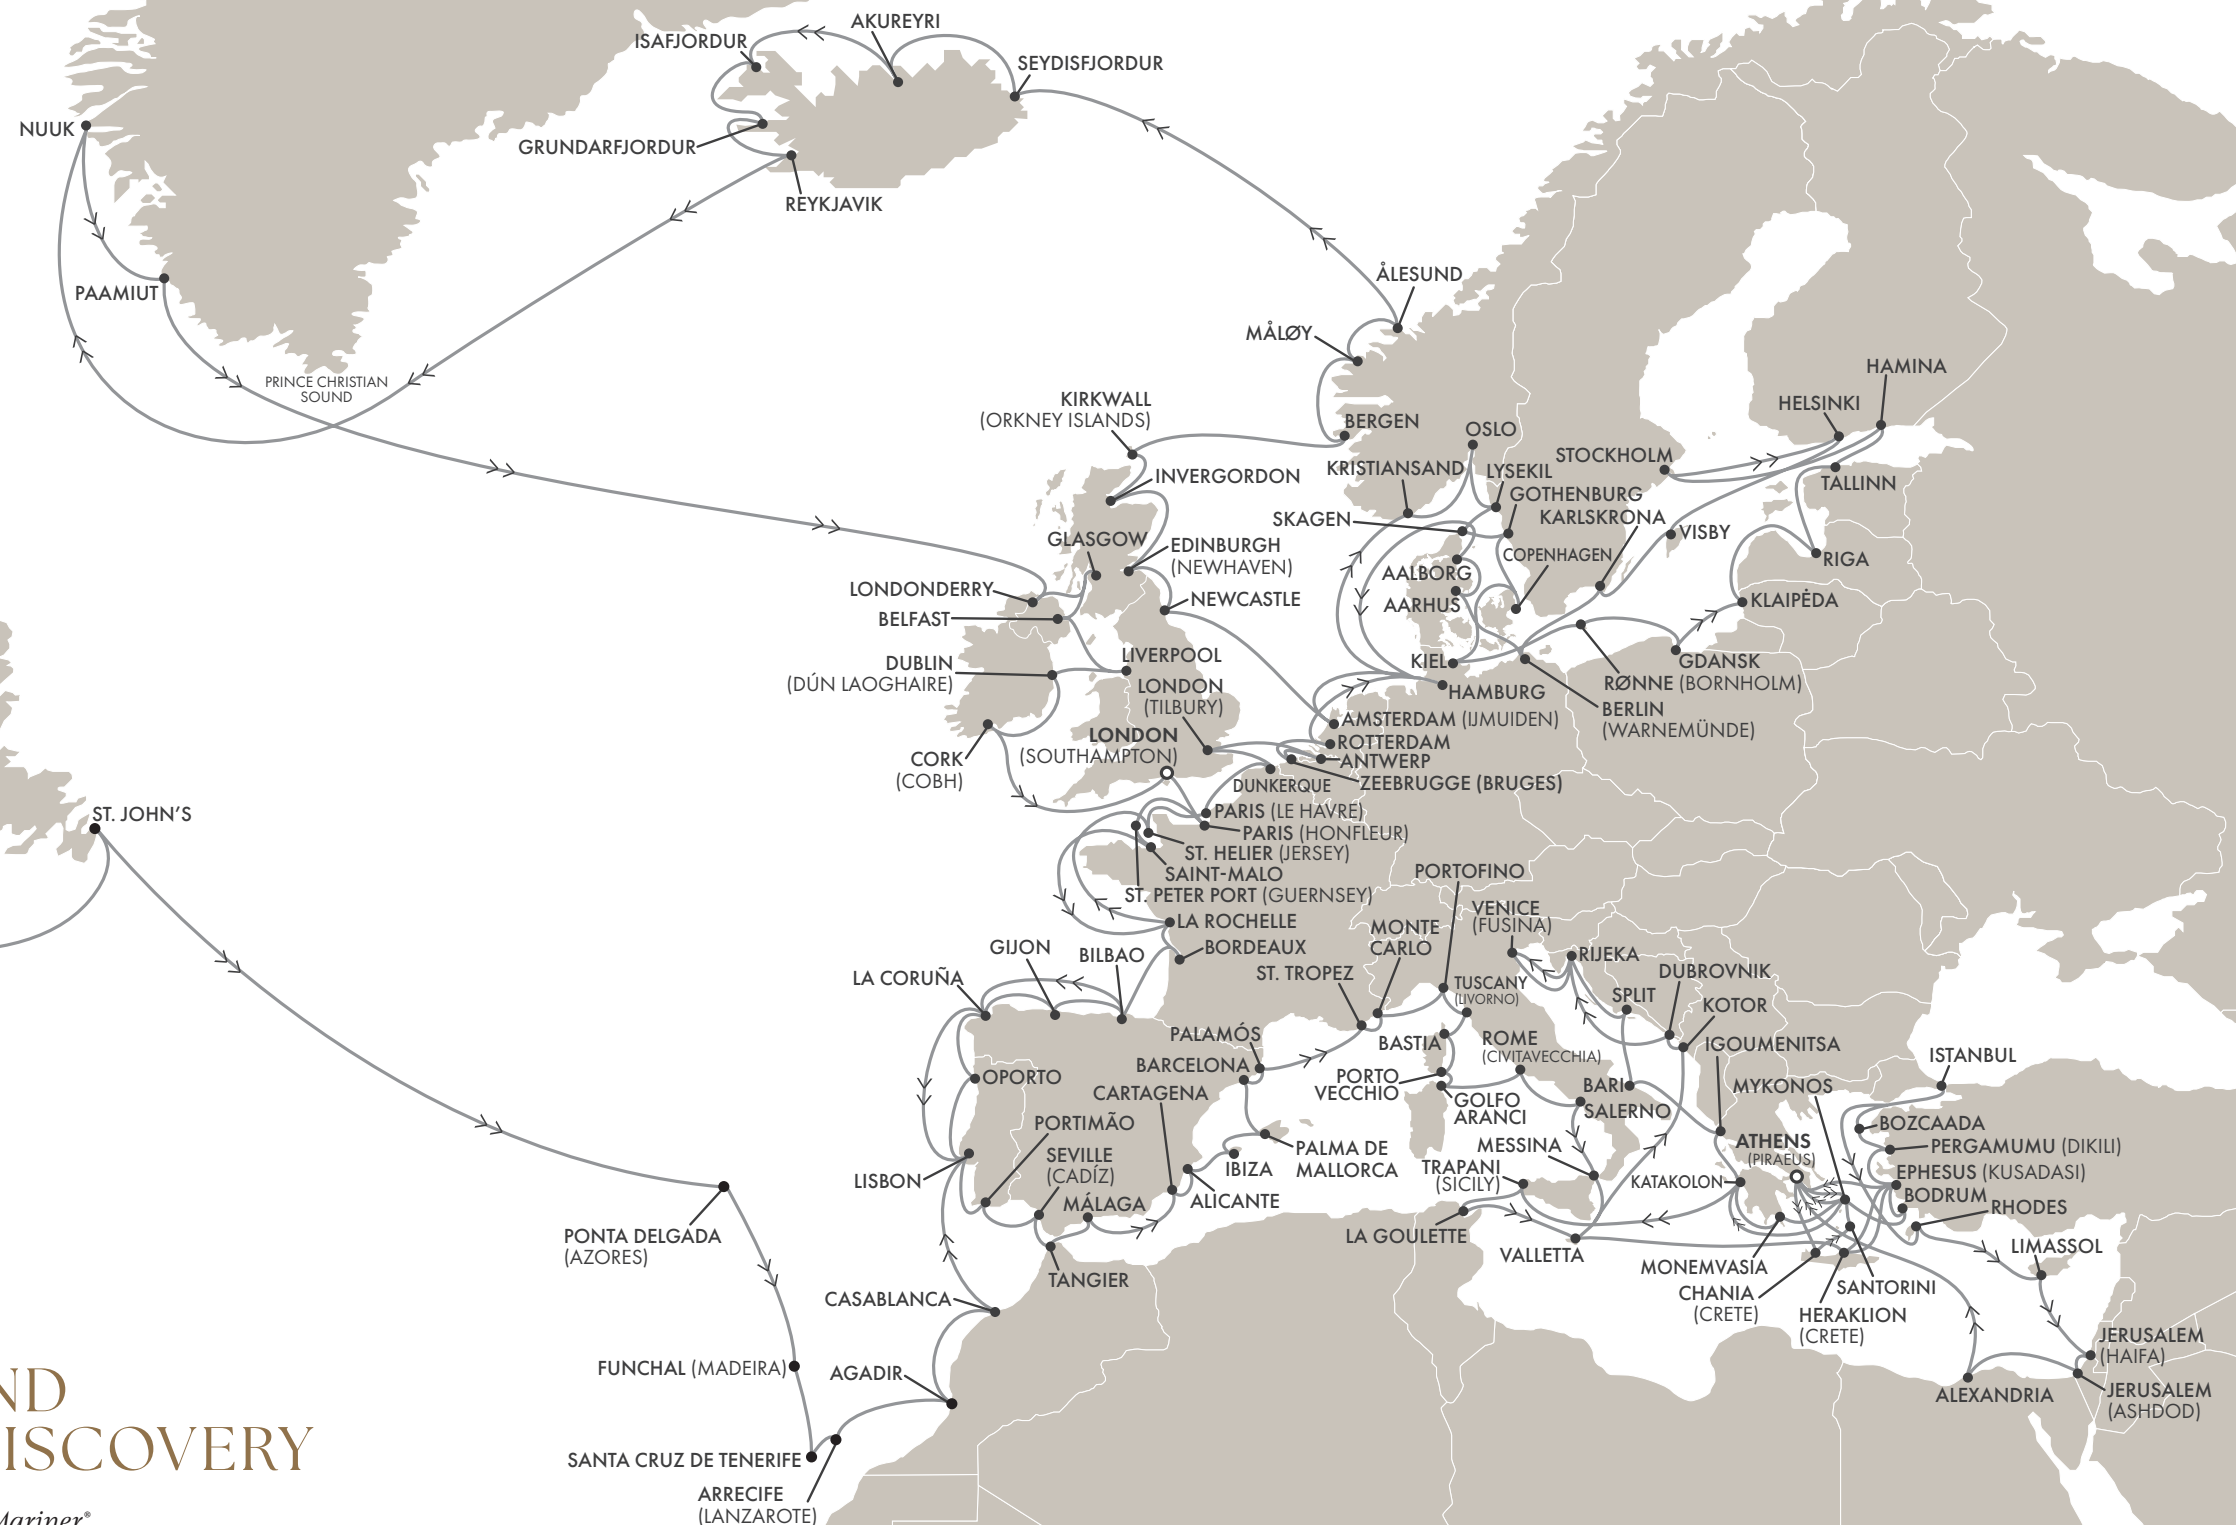 AKUREYRI
ISAFJORDUR
SEYDISFJORDUR
NUUK
GRUNDARFJORDUR
REYKJAVIK
PAAMIUT
PRINCE CHRISTIAN
SOUND
ÅLESUND
MÅLØY
HAMINA
HELSINKI
KIRKWALL
(ORKNEY ISLANDS)
BERGEN
OSLO
STOCKHOLM
INVERGORDON
KRISTIANSAND
LYSEKIL
TALLINN
GOTHENBURG
KARLSKRONA
SKAGEN
VISBY
GLASGOW
EDINBURGH
(NEWHAVEN)
COPENHAGEN
RIGA
AALBORG
LONDONDERRY
NEWCASTLE
AARHUS
KLAIPĖDA
BELFAST
DUBLIN
(DÚN LAOGHAIRE)
LIVERPOOL
KIEL
GDANSK
LONDON
(TILBURY)
HAMBURG
RØNNE (BORNHOLM)
BERLIN
(WARNEMÜNDE)
AMSTERDAM (IJMUIDEN)
LONDON
(SOUTHAMPTON)
ROTTERDAM
CORK
(COBH)
ANTWERP
DUNKERQUE
ZEEBRUGGE (BRUGES)
ST. JOHN'S
PARIS (LE HAVRE)
PARIS (HONFLEUR)
ST. HELIER (JERSEY)
SAINT-MALO
ST. PETER PORT (GUERNSEY)
PORTOFINO
LA ROCHELLE
MONTE
CARLO
VENICE
(FUSINA)
GIJON
BILBAO
BORDEAUX
RIJEKA
LA CORUÑA
ST. TROPEZ
TUSCANY
(LIVORNO)
DUBROVNIK
SPLIT
KOTOR
PALAMÓS
BASTIA
ROME
(CIVITAVECCHIA)
IGOUMENITSA
ISTANBUL
BARCELONA
OPORTO
CARTAGENA
PORTO
VECCHIO
BARI
MYKONOS
GOLFO
ARANCI
SALERNO
PORTIMÃO
BOZCAADA
SEVILLE
(CADÍZ)
PALMA DE
MALLORCA
MESSINA
ATHENS
(PIRAEUS)
PERGAMUMU (DIKILI)
LISBON
IBIZA
TRAPANI
(SICILY)
KATAKOLON
EPHESUS (KUSADASI)
MÁLAGA
ALICANTE
BODRUM
RHODES
PONTA DELGADA
(AZORES)
LA GOULETTE
VALLETTA
LIMASSOL
TANGIER
MONEMVASIA
CHANIA
(CRETE)
SANTORINI
CASABLANCA
HERAKLION
(CRETE)
JERUSALEM
(HAIFA)
FUNCHAL (MADEIRA)
AGADIR
ALEXANDRIA
JERUSALEM
(ASHDOD)
ND
ISCOVERY
SANTA CRUZ DE TENERIFE
ARRECIFE
(LANZAROTE)
Mariner®